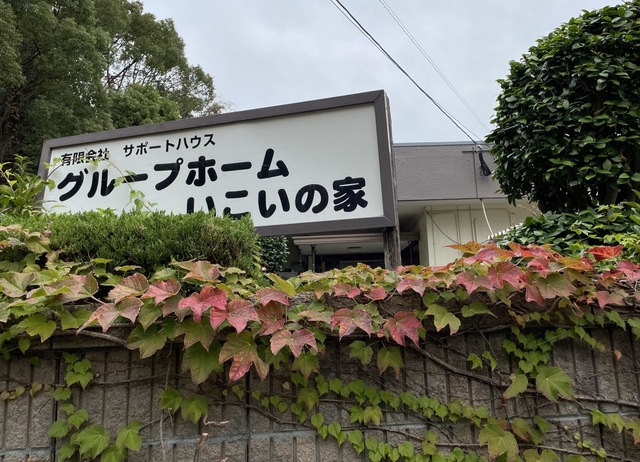 有限会社 サポートハウス
グループホーム
いこいの家